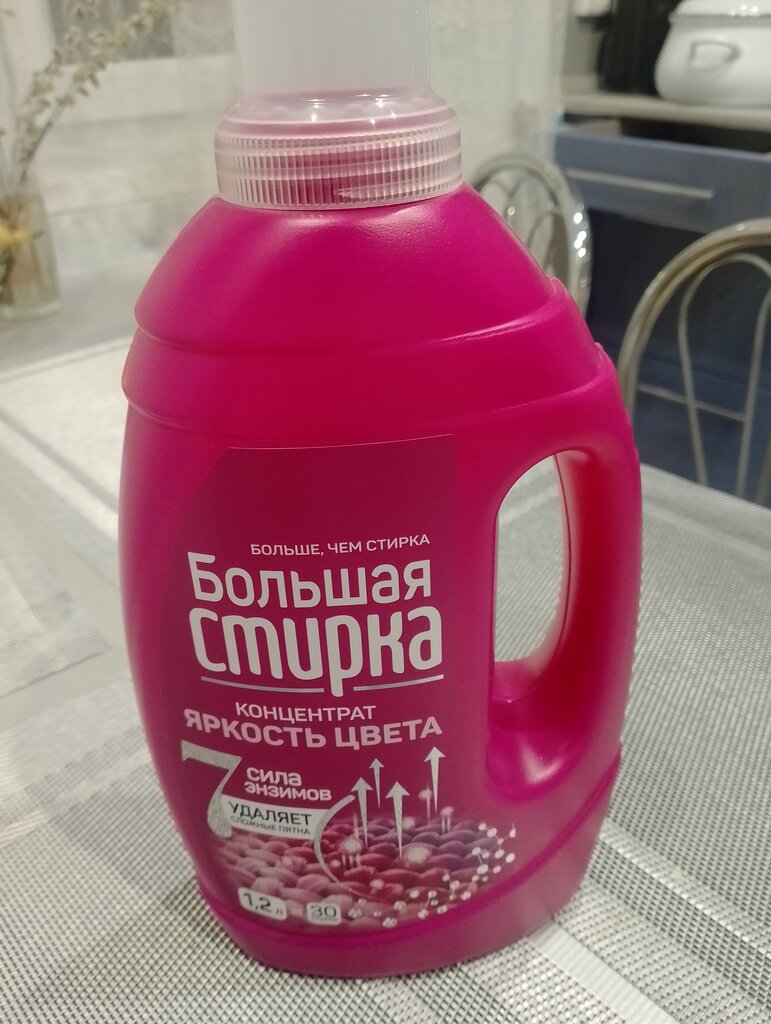 БОЛЬШЕ, ЧЕМ СТИРКА
Большая
стирка
КОНЦЕНТРАТ
ЯРКОСТЬ ЦВЕТА
7 СИЛА
ЭНЗИМОВ
УДАЛЯЕТ
СЛОЖНЫЕ ПЯТНА
1,2 л 30